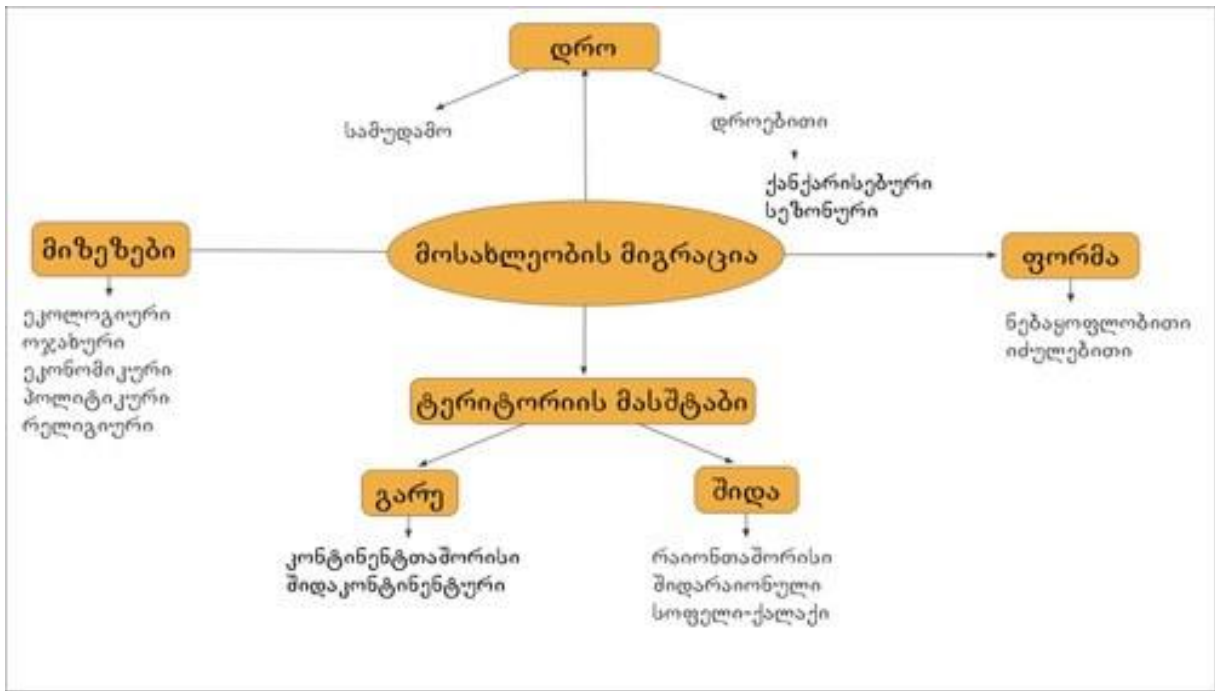 დრო
სამუდამო
დროებითი
ქანქარისებური
სეზონური
მოსახლეობის მიგრაცია
მიზეზები
ეკოლოგიური
ოჯახური
ეკონომიკური
პოლიტიკური
რელიგიური
ფორმა
ნებაყოფლობითი
იძულებითი
ტერიტორიის მასშტაბი
გარე
კონტინენტთაშორისი
შიდაკონტინენტური
შიდა
რაიონთაშორისი
შიდარაიონული
სოფელი-ქალაქი